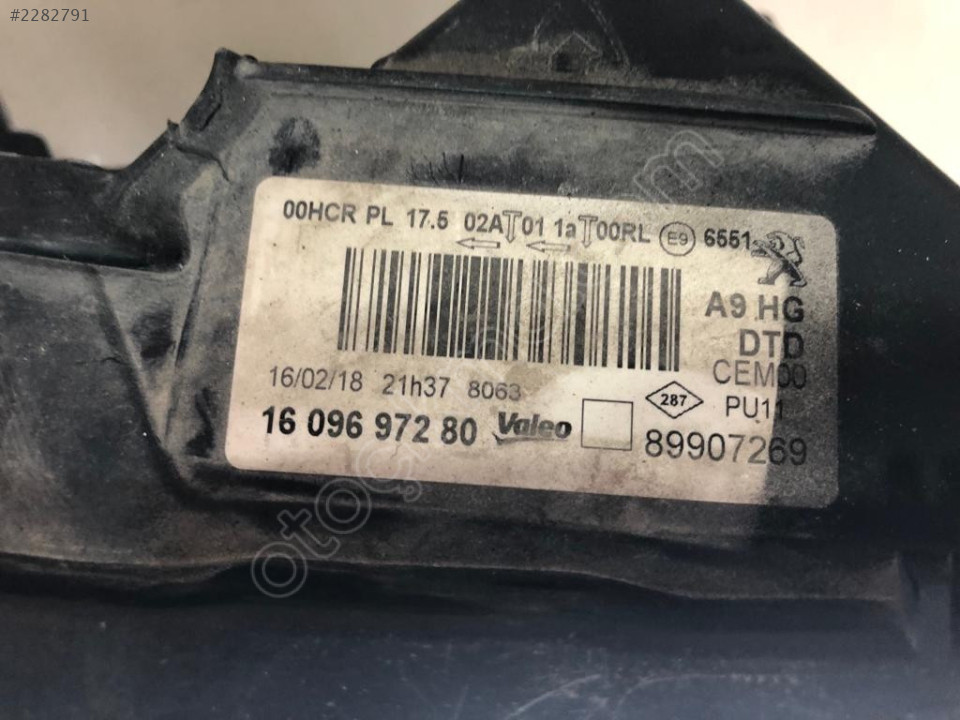 #2282791
00HCR PL 17.5 02A 01 1a 00RL E9 6551
A9 HG
DTD
CEM00
16/02/18 21h37 8063
287
PU11
16 096 972 80 Valeo
89907269